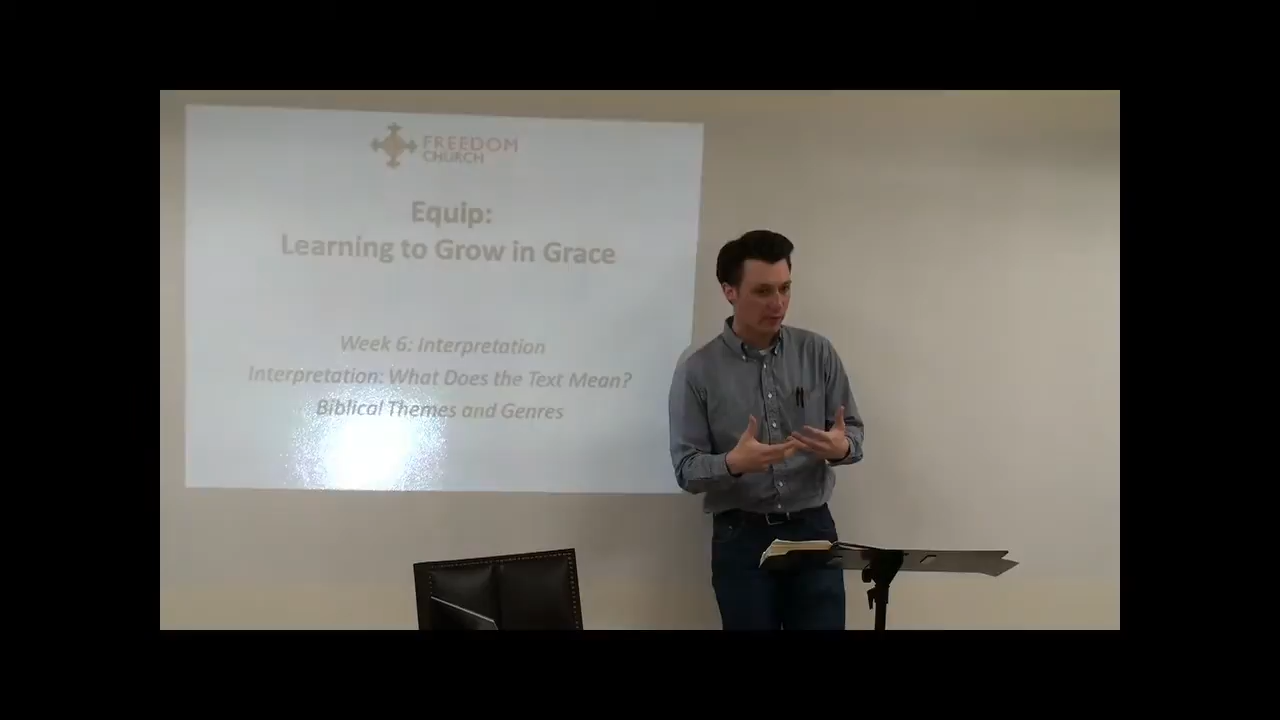 FREEDOM
CHURCH
Equip:
Learning to Grow in Grace
Week 6: Interpretation
Interpretation: What Does the Text Mean?
Biblical Themes and Genres